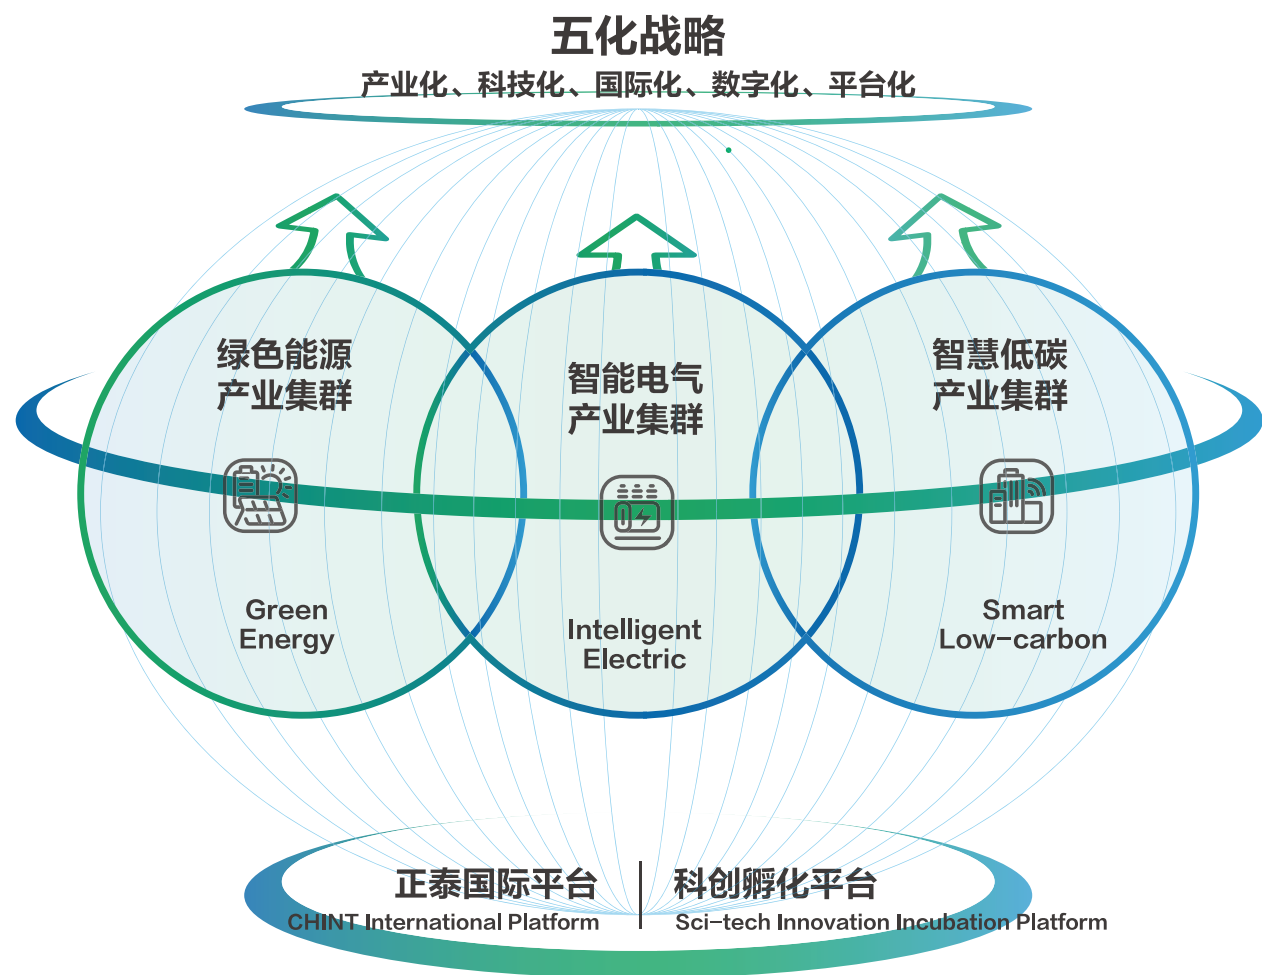 五化战略
产业化、科技化、国际化、数字化、平台化
绿色能源
产业集群
智能电气
产业集群
智慧低碳
产业集群
Green
Energy
Intelligent
Electric
Smart
Low-carbon
正泰国际平台
CHINT International Platform
科创孵化平台
Sci-tech Innovation Incubation Platform